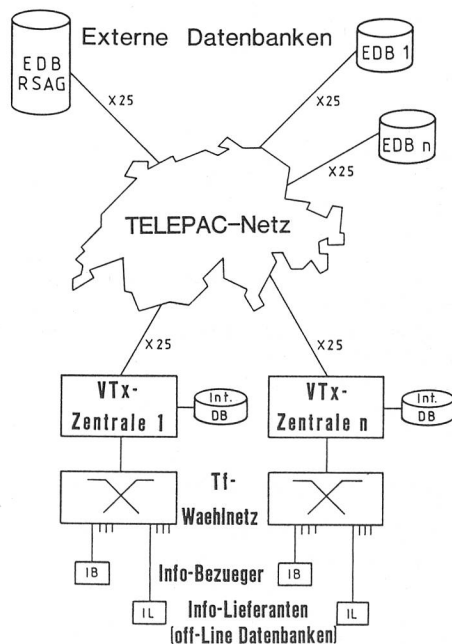 Externe Datenbanken
EDB
RSAG
EDB 1
EDB n
X25
X25
X25
TELEPAC-Netz
X25
X25
VTx-
Zentrale 1
Int.
DB
VTx-
Zentrale n
Int.
DB
Tf-
Waehlnetz
IB
Info-Bezueger
IB
IL
Info-Lieferanten
(off-Line Datenbanken)
IL